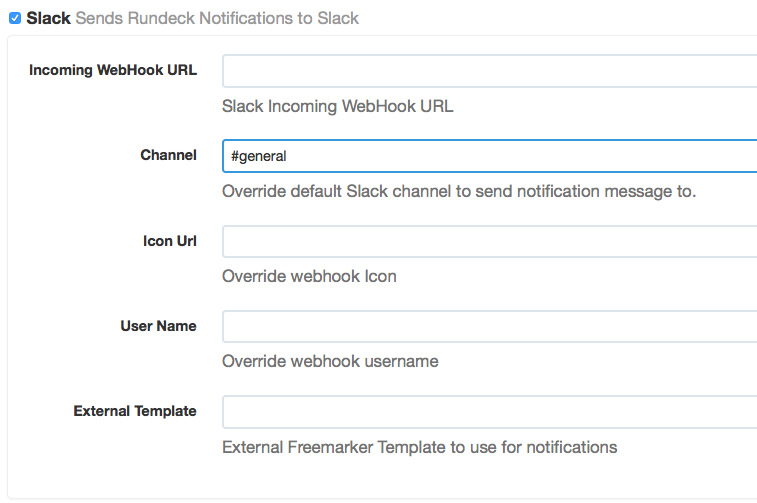 Slack Sends Rundeck Notifications to Slack
Incoming WebHook URL
Slack Incoming WebHook URL
Channel #general
Override default Slack channel to send notification message to.
Icon Url
Override webhook Icon
User Name
Override webhook username
External Template
External Freemarker Template to use for notifications